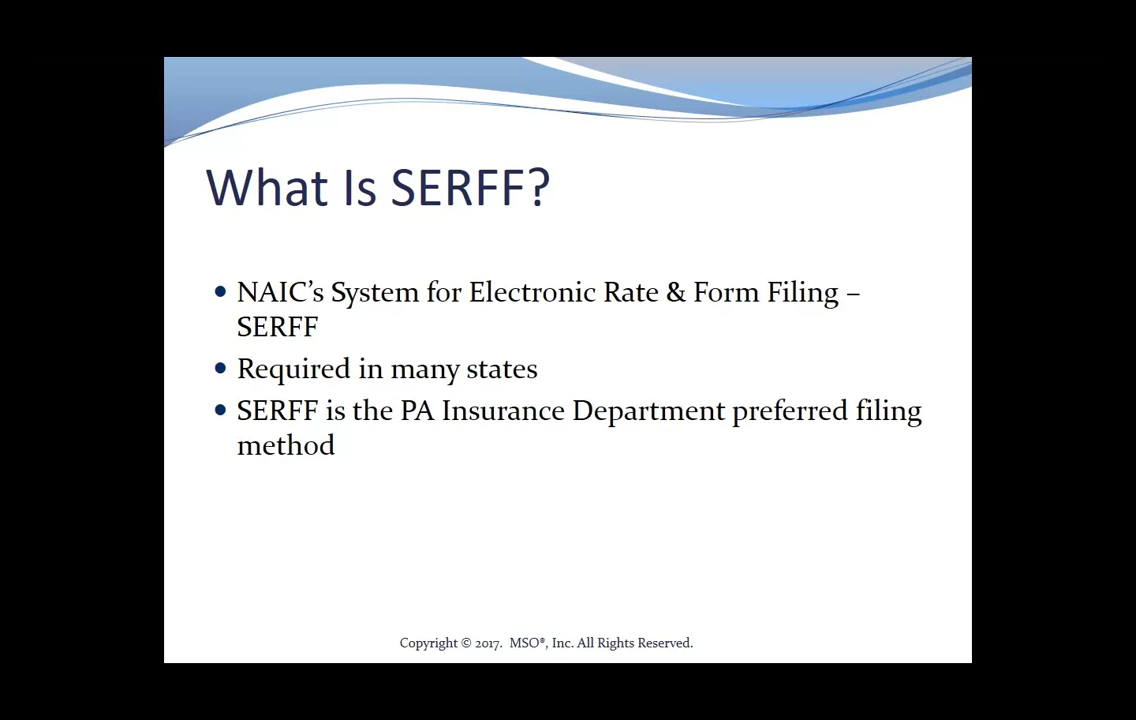 What Is SERFF?
• NAIC’s System for Electronic Rate & Form Filing –
SERFF
• Required in many states
• SERFF is the PA Insurance Department preferred filing
method
Copyright © 2017. MSO®, Inc. All Rights Reserved.